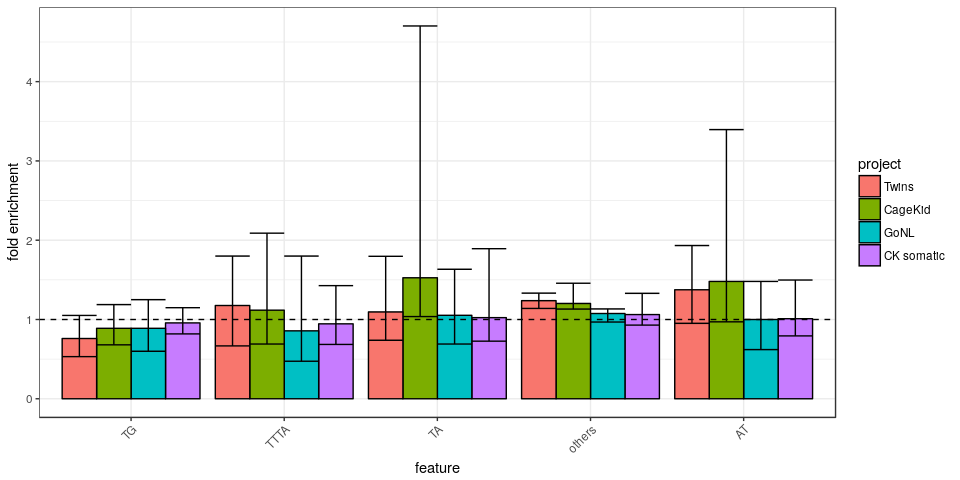 fold enrichment
4
3
2
1
0
TG
TTTA
TA
others
AT
feature
project
Twins
CageKid
GoNL
CK somatic